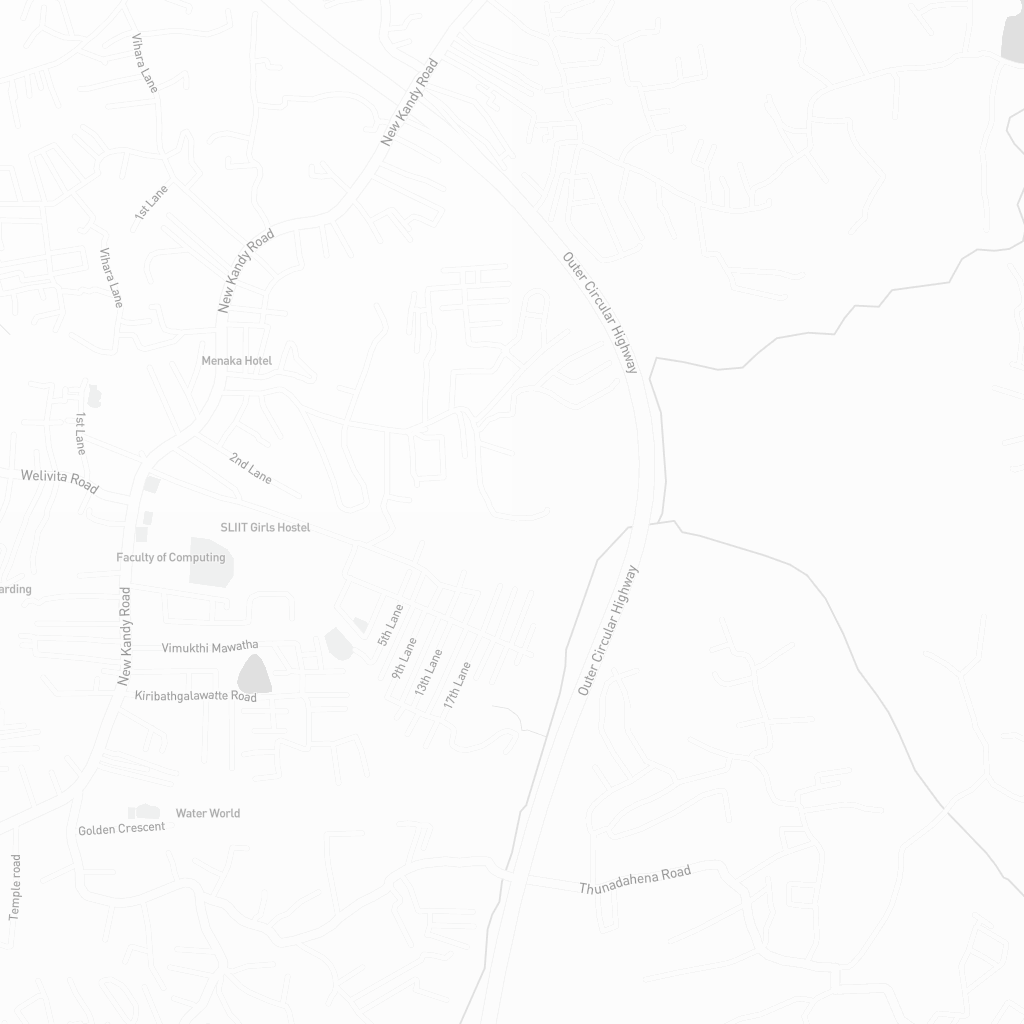 Vihara Lane
New Kandy Road
1st Lane
New Kandy Road
Vihara Lane
Outer Circular Highway
Menaka Hotel
1st Lane
2nd Lane
Welivita Road
SLIIT Girls Hostel
Faculty of Computing
arding
New Kandy Road
5th Lane
Outer Circular Highway
Vimukthi Mawatha
9th Lane
13th Lane
17th Lane
Kiribathgalawatte Road
Water World
Golden Crescent
Temple road
Thunadahena Road